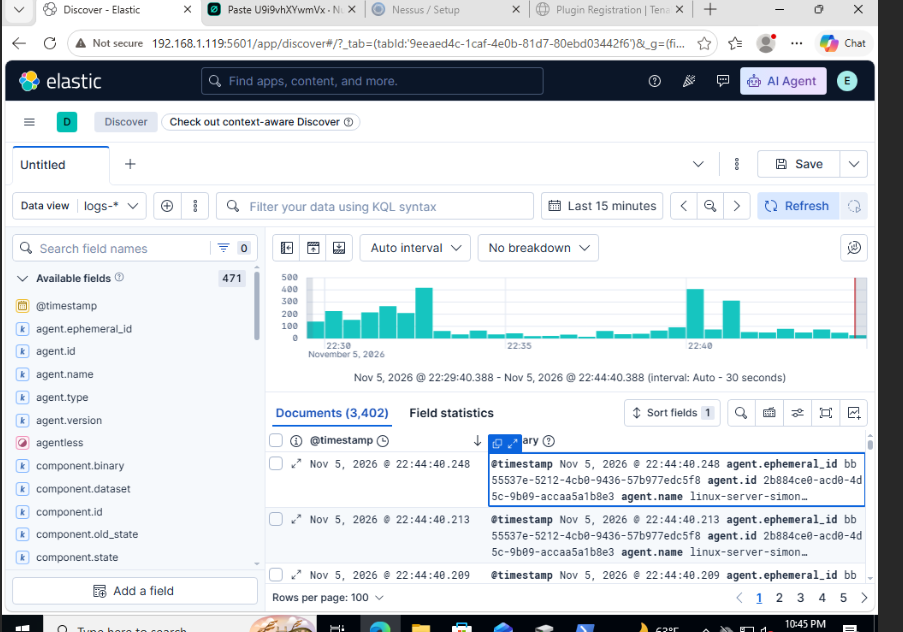 Discover - Elastic
Paste U9i9vhXYwmVx - Nu
Nessus / Setup
Plugin Registration | Tena
Not secure 192.168.1.119:5601/app/discover#/?_tab=(tabId:'9eeaed4c-1caf-4e0b-81d7-80ebd03442f6')&_g=(fi...
Chat
elastic
Find apps, content, and more.
AI Agent
E
D
Discover
Check out context-aware Discover
Untitled
Save
Data view logs-*
Filter your data using KQL syntax
Last 15 minutes
Refresh
Search field names
0
Auto interval
No breakdown
Available fields
471
@timestamp
k agent.ephemeral_id
k agent.id
k agent.name
k agent.type
k agent.version
agentless
k component.binary
k component.dataset
k component.id
k component.old_state
k component.state
Add a field
500
400
300
200
100
0
22:30
22:35
22:40
November 5, 2026
Nov 5, 2026 @ 22:29:40.388 - Nov 5, 2026 @ 22:44:40.388 (interval: Auto - 30 seconds)
Documents (3,402)
Field statistics
Sort fields 1
@timestamp
ary
Nov 5, 2026 @ 22:44:40.248
@timestamp Nov 5, 2026 @ 22:44:40.248 agent.ephemeral_id bb
55537e-5212-4cb0-9436-57b977edc5f8 agent.id 2b884ce0-acd0-4d
5c-9b09-accaa5a1b8e3 agent.name linux-server-simon…
Nov 5, 2026 @ 22:44:40.213
@timestamp Nov 5, 2026 @ 22:44:40.213 agent.ephemeral_id bb
55537e-5212-4cb0-9436-57b977edc5f8 agent.id 2b884ce0-acd0-4d
5c-9b09-accaa5a1b8e3 agent.name linux-server-simon…
Nov 5, 2026 @ 22:44:40.209
@timestamp Nov 5, 2026 @ 22:44:40.209 agent.ephemeral_id bb
Rows per page: 100
1 2 3 4 5
Type here to search
63°F
10:45 PM